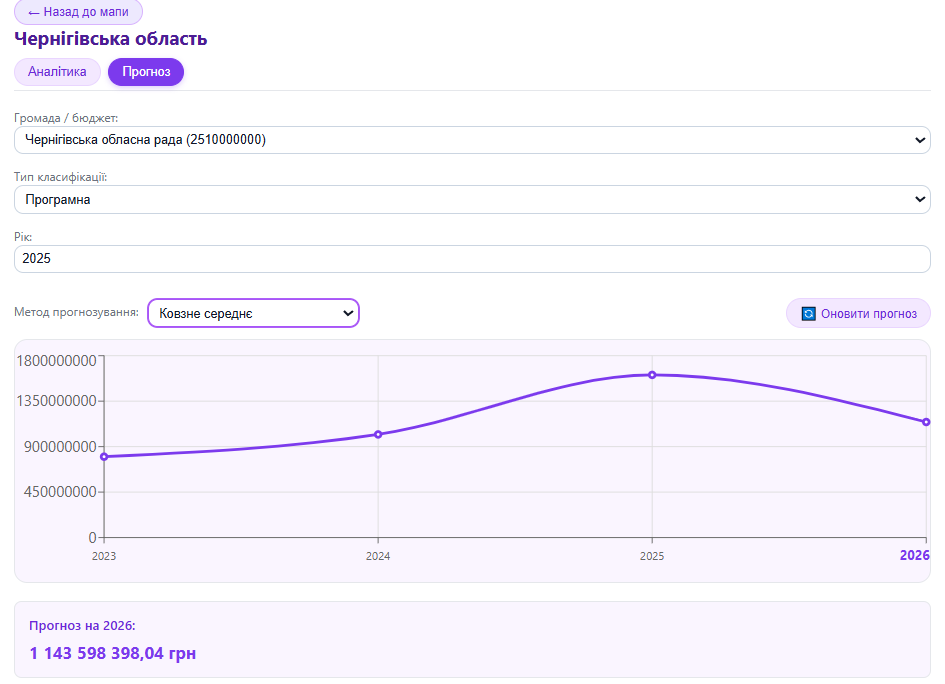 ← Назад до мапи
Чернігівська область
Аналітика Прогноз
Громада / бюджет:
Чернігівська обласна рада (2510000000)
Тип класифікації:
Програмна
Рік:
2025
Метод прогнозування: Ковзне середнє Оновити прогноз
1800000000
1350000000
900000000
450000000
0
2023 2024 2025 2026
Прогноз на 2026:
1 143 598 398,04 грн